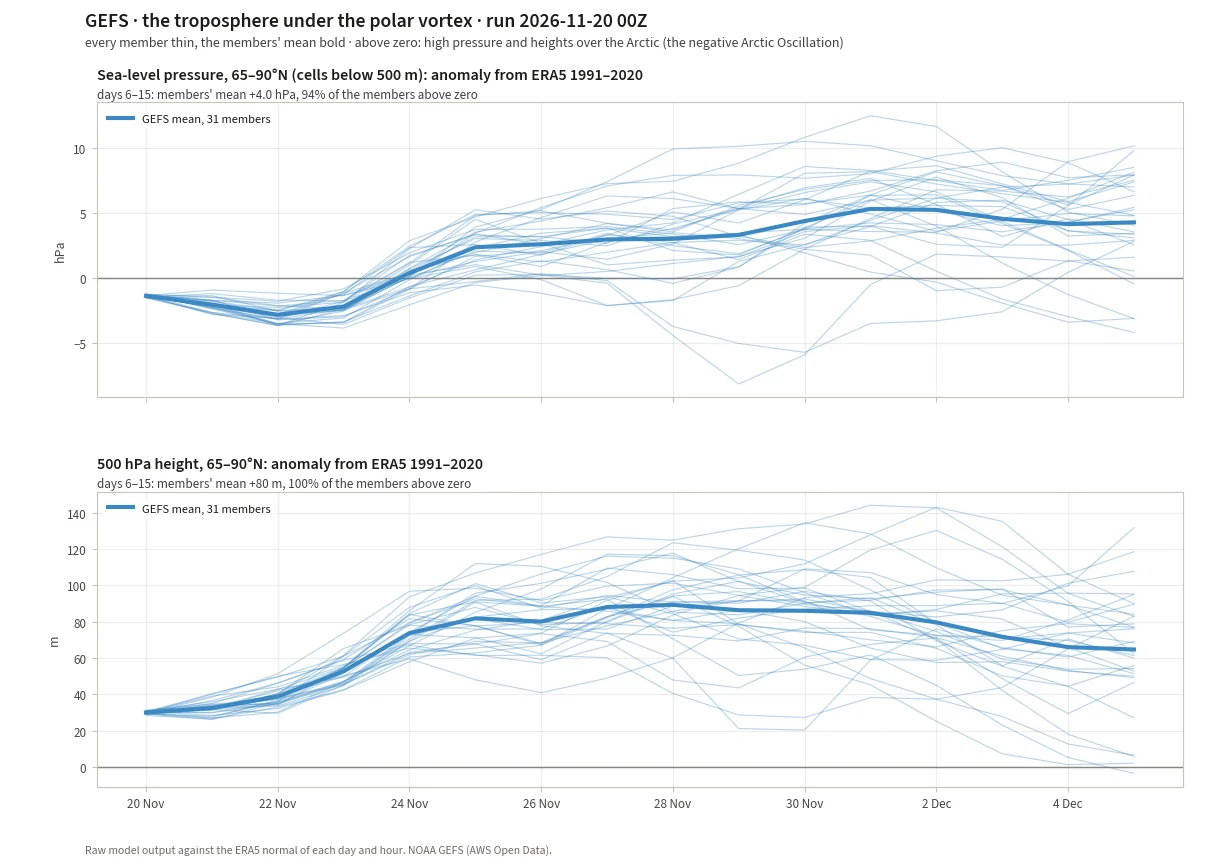 GEFS · the troposphere under the polar vortex · run 2026-11-20 00Z
every member thin, the members' mean bold · above zero: high pressure and heights over the Arctic (the negative Arctic Oscillation)
Sea-level pressure, 65–90°N (cells below 500 m): anomaly from ERA5 1991–2020
days 6–15: members' mean +4.0 hPa, 94% of the members above zero
GEFS mean, 31 members
10
5
0
−5
hPa
500 hPa height, 65–90°N: anomaly from ERA5 1991–2020
days 6–15: members' mean +80 m, 100% of the members above zero
GEFS mean, 31 members
140
120
100
80
60
40
20
0
m
20 Nov 22 Nov 24 Nov 26 Nov 28 Nov 30 Nov 2 Dec 4 Dec
Raw model output against the ERA5 normal of each day and hour. NOAA GEFS (AWS Open Data).